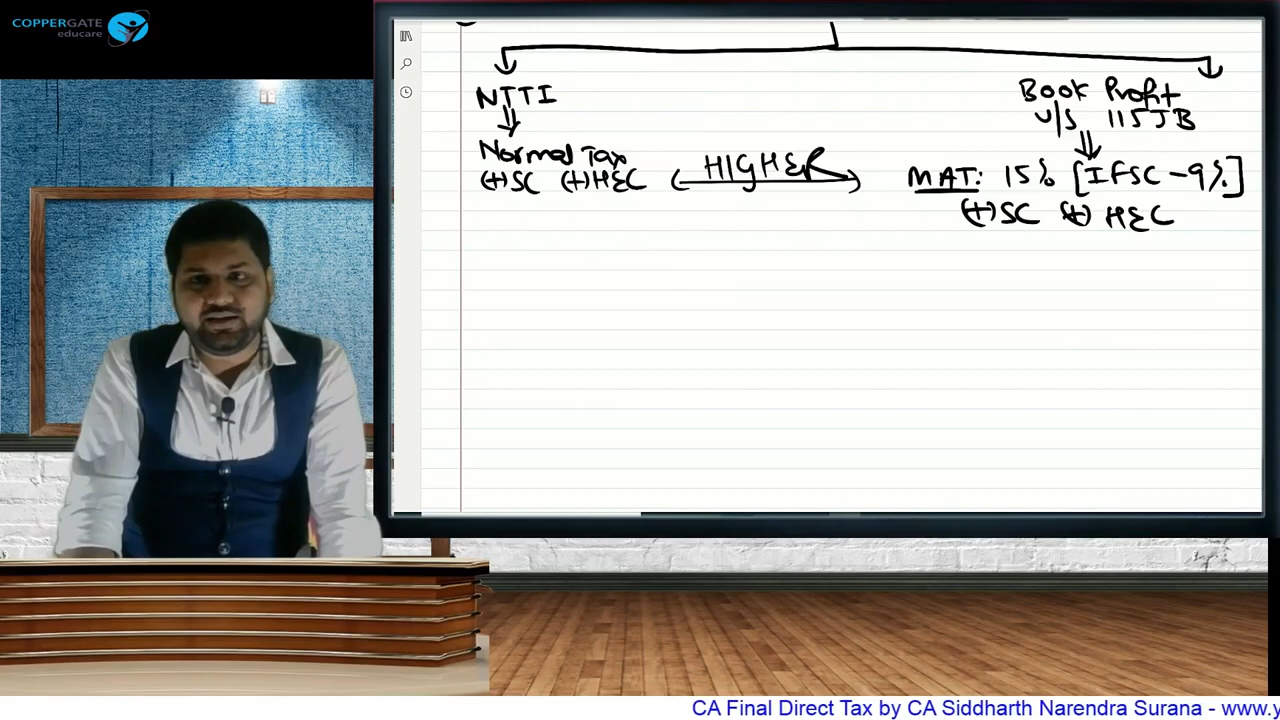 COPPERGATE
educare
NTTI
Normal Tax
(+)SC (+)HEC
HIGHER
Book Profit
u/s 115JB
MAT: 15% [IFSC - 9%]
(+)SC (+) HEC
CA Final Direct Tax by CA Siddharth Narendra Surana - www.y